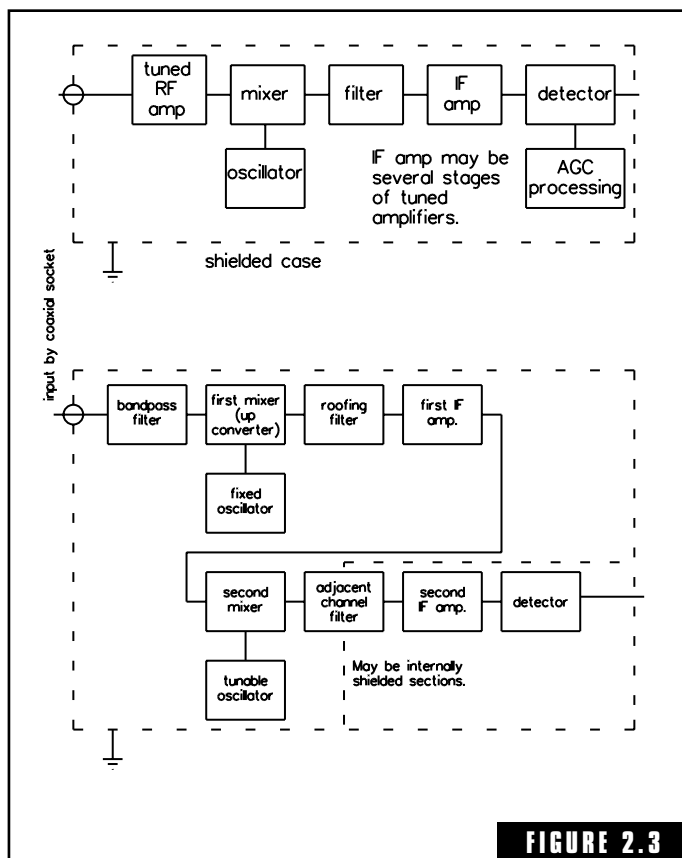 tuned
RF
amp
mixer
filter
IF
amp
detector
oscillator
IF amp may be
several stages
of tuned
amplifiers.
AGC
processing
shielded case
input by coaxial socket
bandpass
filter
first mixer
(up
converter)
roofing
filter
first IF
amp.
fixed
oscillator
second
mixer
adjacent
channel
filter
second
IF amp.
detector
tunable
oscillator
May be internally
shielded sections.
FIGURE 2.3